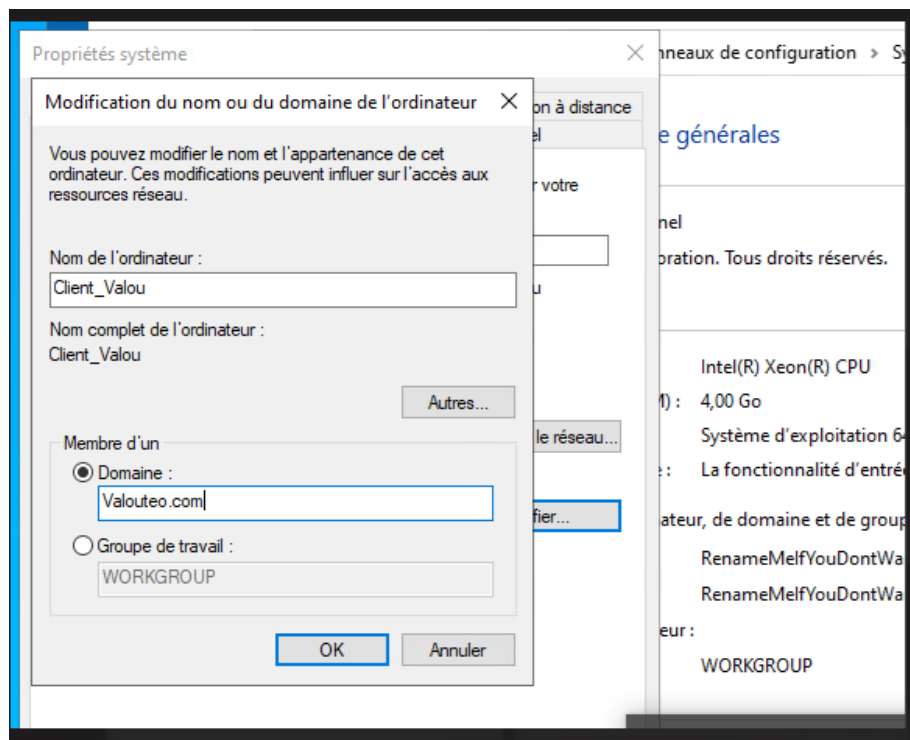 Propriétés système
nneaux de configuration
Modification du nom ou du domaine de l'ordinateur
on à distance
el
e générales
Vous pouvez modifier le nom et l'appartenance de cet
ordinateur. Ces modifications peuvent influer sur l'accès aux
ressources réseau.
r votre
nel
Nom de l'ordinateur :
oration. Tous droits réservés.
Client_Valou
u
Nom complet de l'ordinateur :
Client_Valou
Intel(R) Xeon(R) CPU
Autres...
4,00 Go
Membre d'un
le réseau...
Système d'exploitation 6
Domaine :
La fonctionnalité d'entré
Valouteo.com
fier...
ateur, de domaine et de group
Groupe de travail :
RenameMeIfYouDontWa
WORKGROUP
RenameMeIfYouDontWa
eur :
OK
Annuler
WORKGROUP